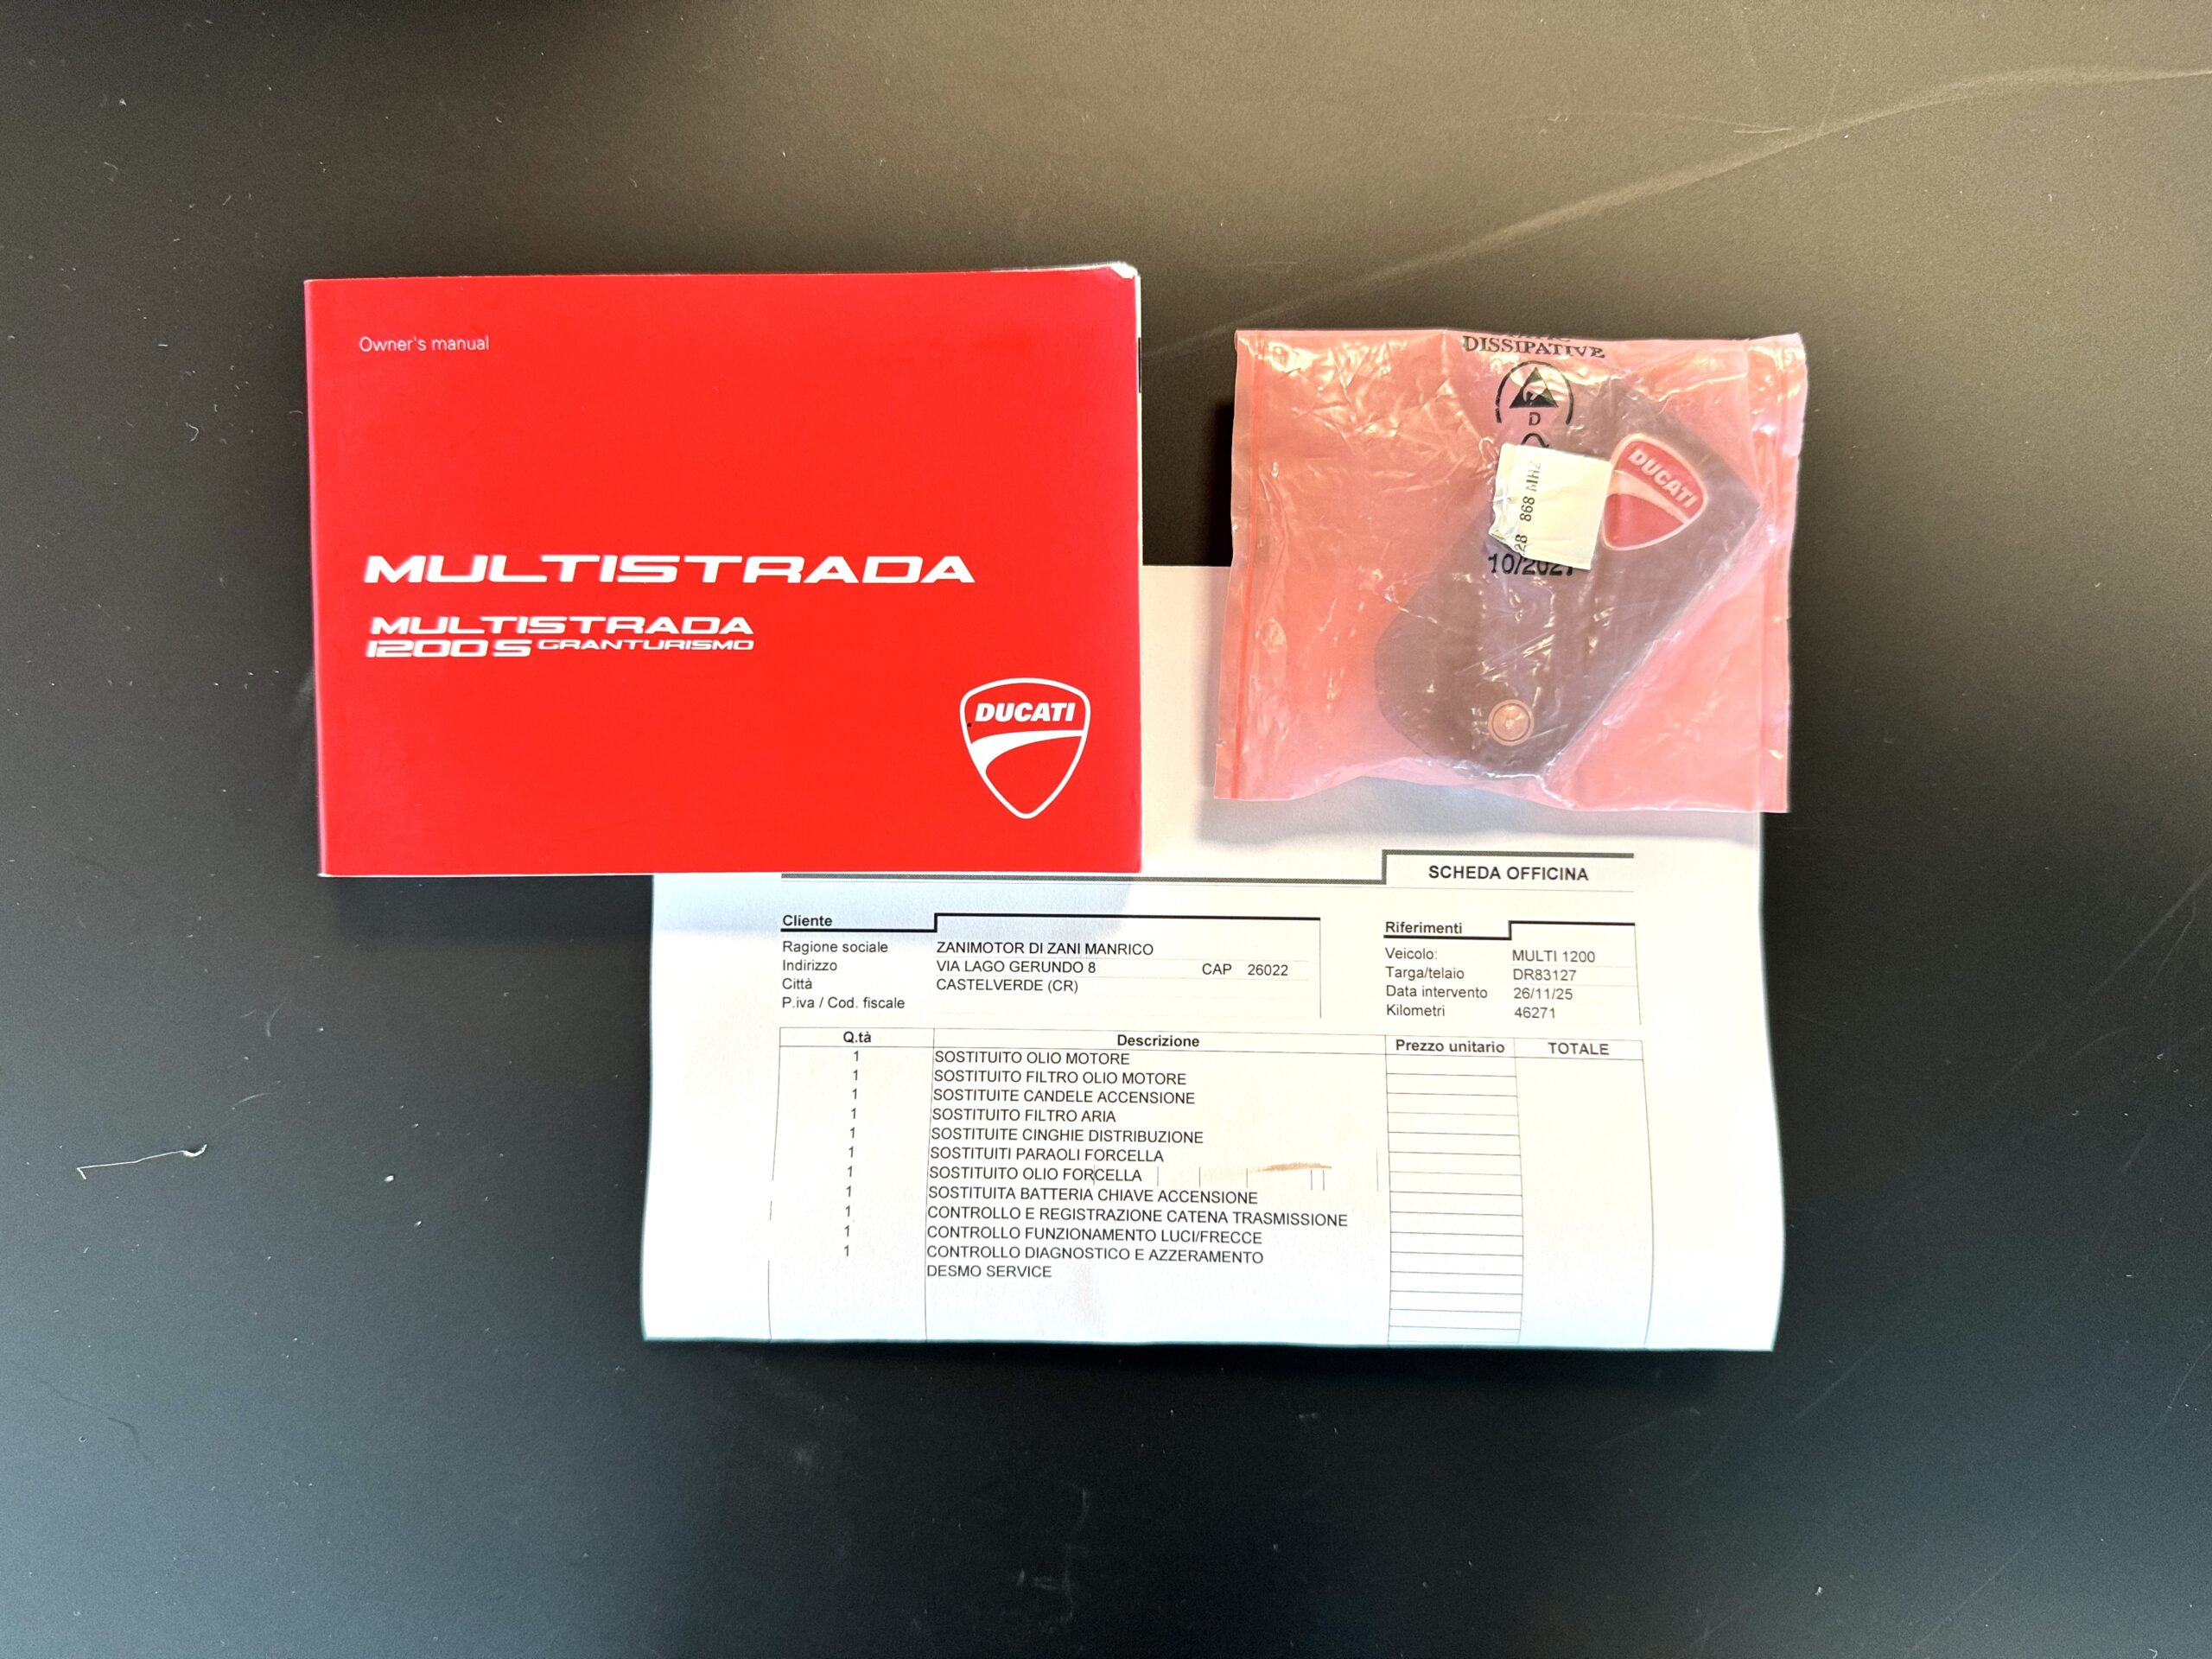 Owner's manual
MULTISTRADA
MULTISTRADA
1200 S GRANTURISMO
DUCATI
DISSIPATIVE
D
28 868 MHZ
DUCATI
SCHEDA OFFICINA
Cliente
Ragione sociale ZANIMOTOR DI ZANI MANRICO
Indirizzo VIA LAGO GERUNDO 8 CAP 26022
Città CASTELVERDE (CR)
P.iva / Cod. fiscale
Riferimenti
Veicolo: MULTI 1200
Targa/telaio DR83127
Data intervento 26/11/25
Kilometri 46271
Q.tà Descrizione Prezzo unitario TOTALE
1 SOSTITUITO OLIO MOTORE
1 SOSTITUITO FILTRO OLIO MOTORE
1 SOSTITUITE CANDELE ACCENSIONE
1 SOSTITUITO FILTRO ARIA
1 SOSTITUITE CINGHIE DISTRIBUZIONE
1 SOSTITUITI PARAOLI FORCELLA
1 SOSTITUITO OLIO FORCELLA
1 SOSTITUITA BATTERIA CHIAVE ACCENSIONE
1 CONTROLLO E REGISTRAZIONE CATENA TRASMISSIONE
1 CONTROLLO FUNZIONAMENTO LUCI/FRECCE
1 CONTROLLO DIAGNOSTICO E AZZERAMENTO
DESMO SERVICE